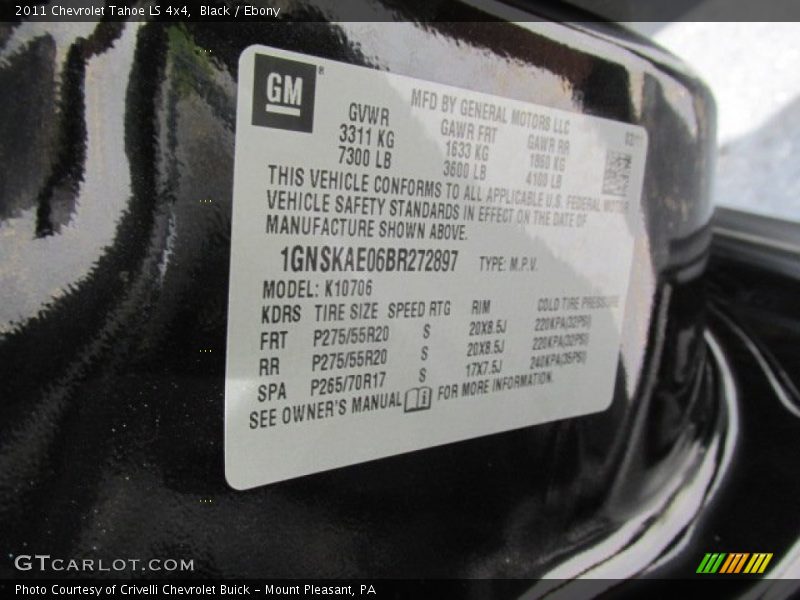 2011 Chevrolet Tahoe LS 4x4, Black / Ebony
GM ®
MFD BY GENERAL MOTORS LLC
GVWR GAWR FRT GAWR RR
3311 KG 1633 KG 1860 KG
7300 LB 3600 LB 4100 LB
THIS VEHICLE CONFORMS TO ALL APPLICABLE U.S. FEDERAL MOTOR
VEHICLE SAFETY STANDARDS IN EFFECT ON THE DATE OF
MANUFACTURE SHOWN ABOVE.
1GNSKAE06BR272897 TYPE: M.P.V.
MODEL: K10706
KDRS TIRE SIZE SPEED RTG RIM COLD TIRE PRESSURE
FRT P275/55R20 S 20X8.5J 220KPA(32PSI)
RR P275/55R20 S 20X8.5J 220KPA(32PSI)
SPA P265/70R17 S 17X7.5J 240KPA(35PSI)
SEE OWNER'S MANUAL FOR MORE INFORMATION.
GTCARLOT.COM
Photo Courtesy of Crivelli Chevrolet Buick - Mount Pleasant, PA